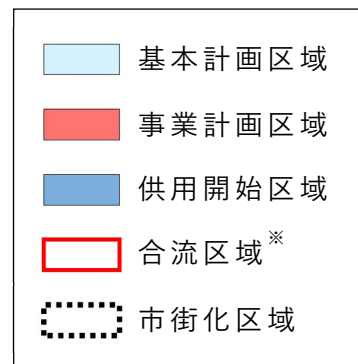 基本計画区域
事業計画区域
供用開始区域
合流区域※
市街化区域